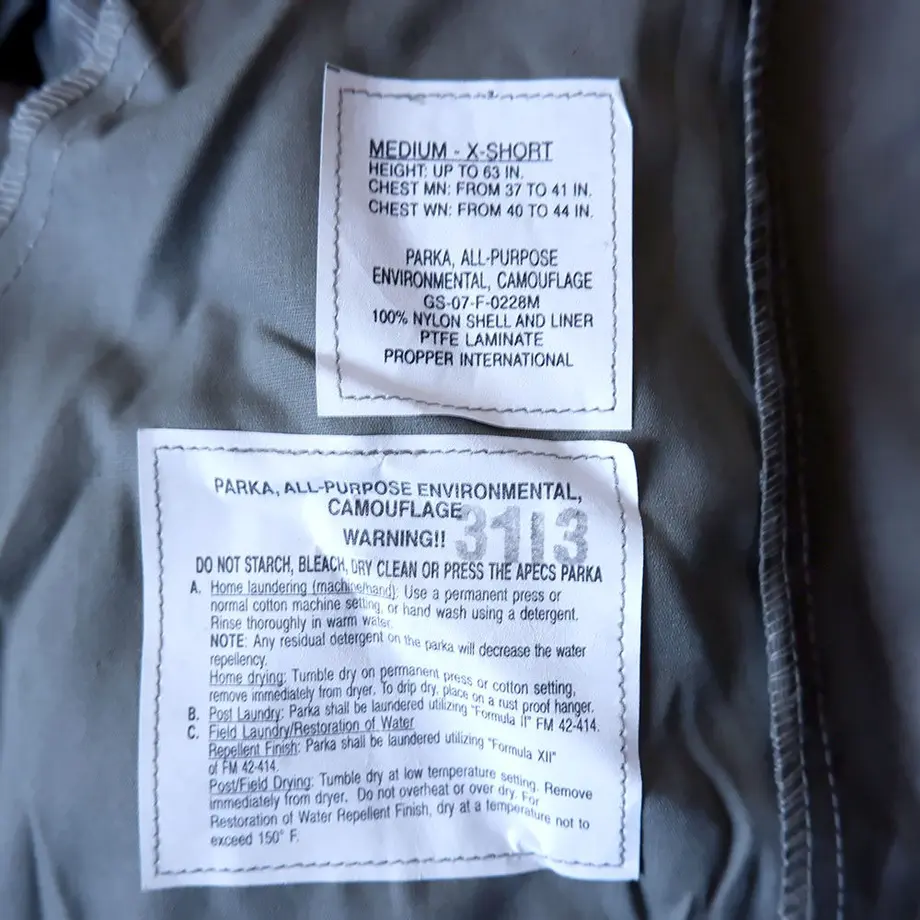 MEDIUM - X-SHORT
HEIGHT: UP TO 63 IN.
CHEST MN: FROM 37 TO 41 IN.
CHEST WN: FROM 40 TO 44 IN.
PARKA, ALL-PURPOSE
ENVIRONMENTAL, CAMOUFLAGE
GS-07-F-0228M
100% NYLON SHELL AND LINER
PTFE LAMINATE
PROPPER INTERNATIONAL
PARKA, ALL-PURPOSE ENVIRONMENTAL,
CAMOUFLAGE
3113
WARNING!!
DO NOT STARCH, BLEACH, DRY CLEAN OR PRESS THE APECS PARKA
A. Home laundering (machine/hand): Use a permanent press or
normal cotton machine setting, or hand wash using a detergent.
Rinse thoroughly in warm water.
NOTE: Any residual detergent on the parka will decrease the water
repellency.
Home drying: Tumble dry on permanent press or cotton setting,
remove immediately from dryer. To drip dry, place on a rust proof hanger.
B. Post Laundry: Parka shall be laundered utilizing "Formula II" FM 42-414.
C. Field Laundry/Restoration of Water
Repellent Finish: Parka shall be laundered utilizing "Formula XII"
of FM 42-414.
Post/Field Drying: Tumble dry at low temperature setting. Remove
immediately from dryer. Do not overheat or over dry. For
Restoration of Water Repellent Finish, dry at a temperature not to
exceed 150° F.